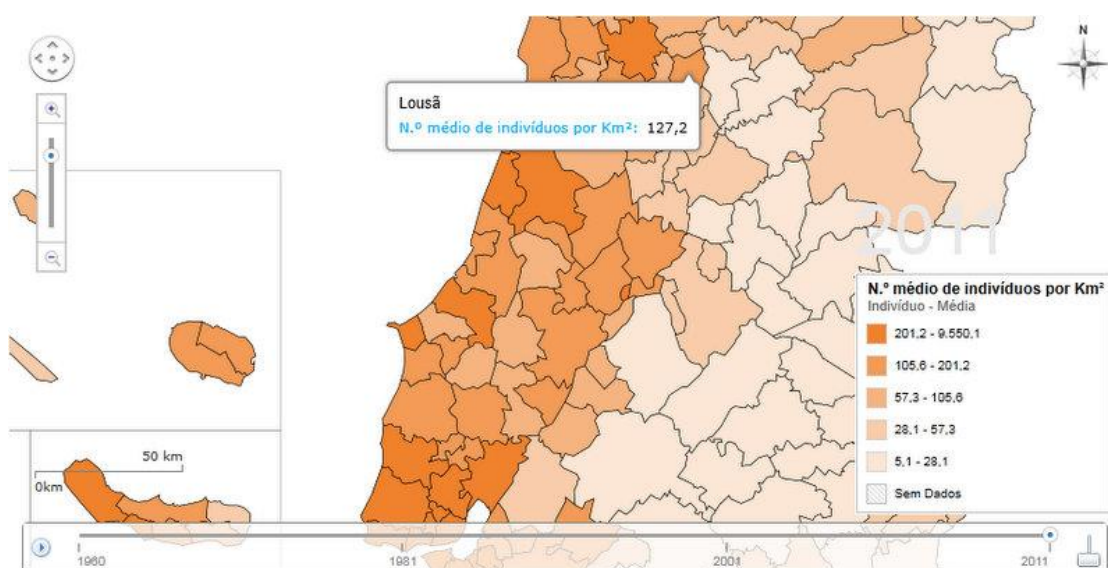 N
Lousã
N.º médio de indivíduos por Km²: 127,2
2011
N.º médio de indivíduos por Km²
Indivíduo - Média
201,2 - 9.550,1
105,6 - 201,2
57,3 - 105,6
28,1 - 57,3
5,1 - 28,1
Sem Dados
50 km
0km
1960
1981
2001
2011